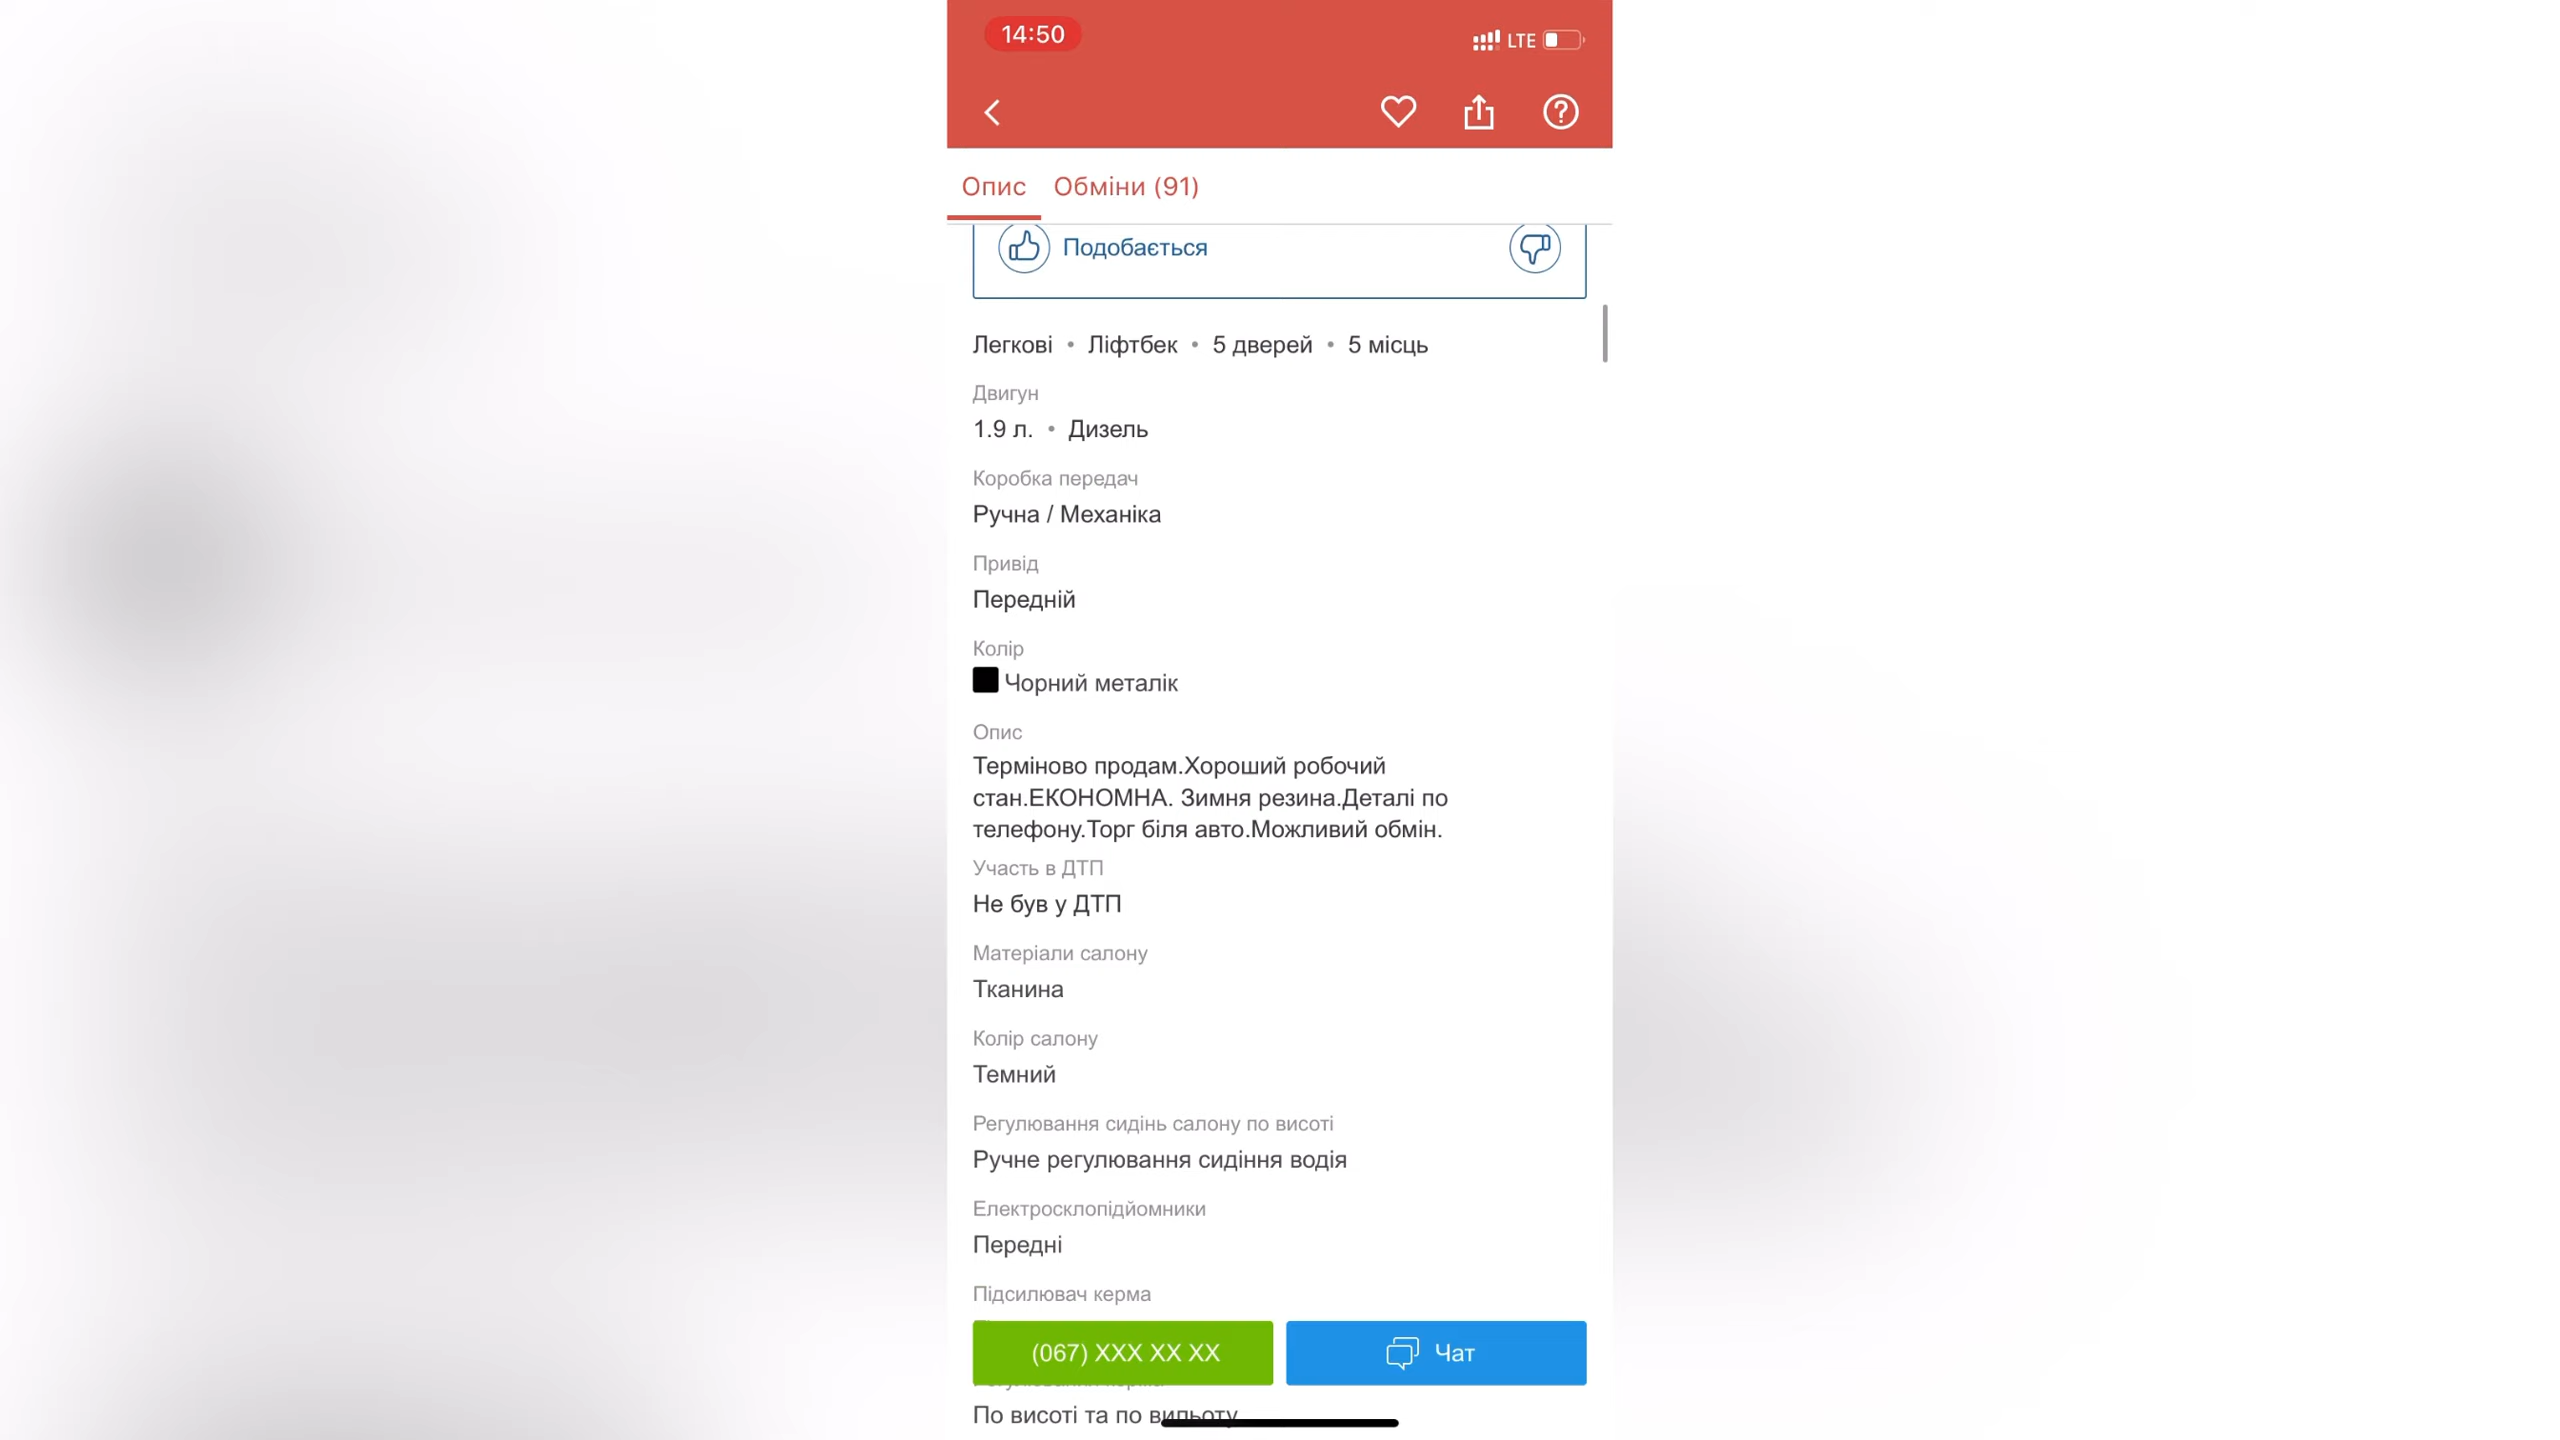 14:50
LTE
Опис Обміни (91)
Подобається
Легкові • Ліфтбек • 5 дверей • 5 місць
Двигун
1.9 л. • Дизель
Коробка передач
Ручна / Механіка
Привід
Передній
Колір
Чорний металік
Опис
Терміново продам.Хороший робочий
стан.ЕКОНОМНА. Зимня резина.Деталі по
телефону.Торг біля авто.Можливий обмін.
Участь в ДТП
Не був у ДТП
Матеріали салону
Тканина
Колір салону
Темний
Регулювання сидінь салону по висоті
Ручне регулювання сидіння водія
Електросклопідйомники
Передні
Підсилювач керма
(067) XXX XX XX
Чат
По висоті та по вильоту